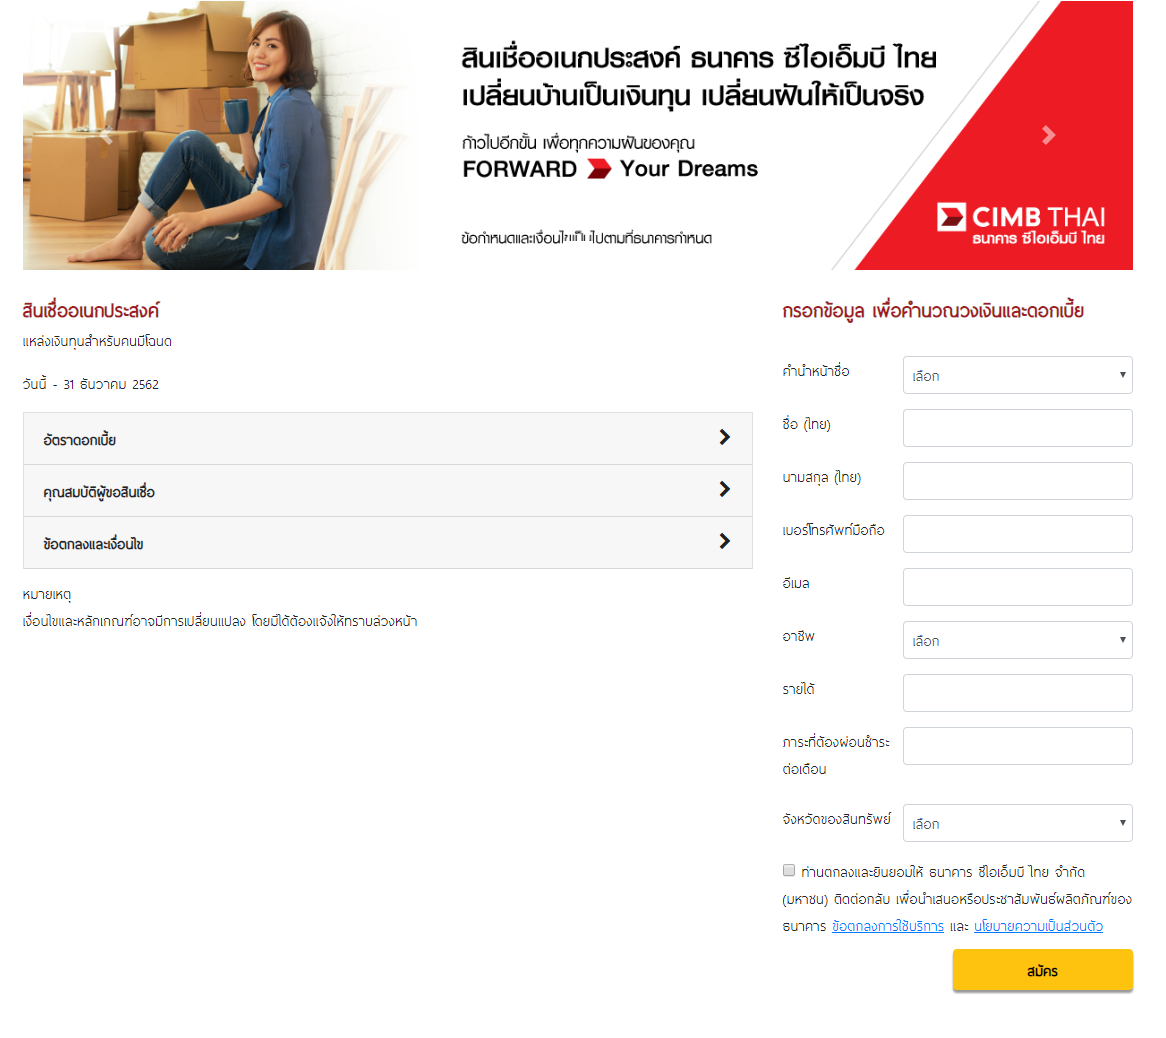 สินเชื่ออเนกประสงค์ ธนาคาร ซีไอเอ็มบี ไทย
เปลี่ยนบ้านเป็นเงินทุน เปลี่ยนฝันให้เป็นจริง
ก้าวไปอีกขั้น เพื่อทุกความฝันของคุณ
FORWARD Your Dreams
CIMB THAI
ธนาคาร ซีไอเอ็มบี ไทย
ข้อกำหนดและเงื่อนไขเป็นไปตามที่ธนาคารกำหนด
สินเชื่ออเนกประสงค์
แหล่งเงินทุนสำหรับคนมีโฉนด
วันนี้ - 31 ธันวาคม 2562
อัตราดอกเบี้ย
คุณสมบัติผู้ขอสินเชื่อ
ข้อตกลงและเงื่อนไข
หมายเหตุ
เงื่อนไขและหลักเกณฑ์อาจมีการเปลี่ยนแปลง โดยมิได้ต้องแจ้งให้ทราบล่วงหน้า
กรอกข้อมูล เพื่อคำนวณวงเงินและดอกเบี้ย
คำนำหน้าชื่อ เลือก
ชื่อ (ไทย)
นามสกุล (ไทย)
เบอร์โทรศัพท์มือถือ
อีเมล
อาชีพ เลือก
รายได้
ภาระที่ต้องผ่อนชำระ
ต่อเดือน
จังหวัดของสินทรัพย์ เลือก
ท่านตกลงและยินยอมให้ ธนาคาร ซีไอเอ็มบี ไทย จำกัด
(มหาชน) ติดต่อกลับ เพื่อนำเสนอหรือประชาสัมพันธ์ผลิตภัณฑ์ของ
ธนาคาร ข้อตกลงการใช้บริการ และ นโยบายความเป็นส่วนตัว
สมัคร